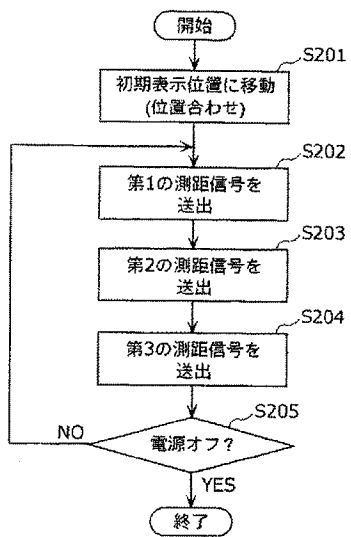 開始
S201
初期表示位置に移動
(位置合わせ)
S202
第1の測距信号を
送出
S203
第2の測距信号を
送出
S204
第3の測距信号を
送出
S205
電源オフ?
NO
YES
終了